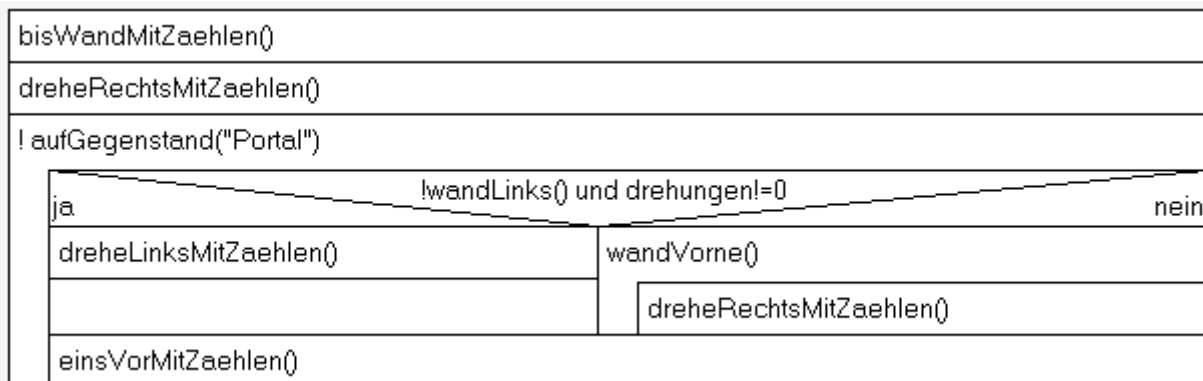 bisWandMitZaehlen()
dreheRechtsMitZaehlen()
! aufGegenstand("Portal")
!wandLinks() und drehungen!=0
ja
nein
dreheLinksMitZaehlen()
wandVorne()
dreheRechtsMitZaehlen()
einsVorMitZaehlen()